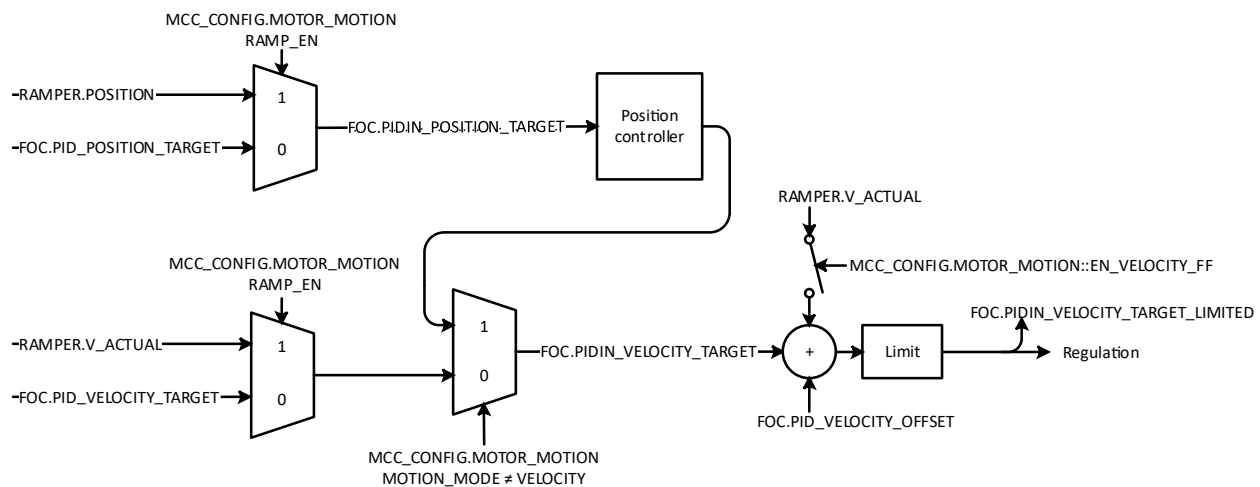 MCC_CONFIG.MOTOR_MOTION
RAMP_EN
RAMPER.POSITION
1
FOC.PID_POSITION_TARGET
0
FOC.PIDIN_POSITION_TARGET
Position
controller
RAMPER.V_ACTUAL
MCC_CONFIG.MOTOR_MOTION::EN_VELOCITY_FF
MCC_CONFIG.MOTOR_MOTION
RAMP_EN
RAMPER.V_ACTUAL
1
FOC.PID_VELOCITY_TARGET
0
1
0
FOC.PIDIN_VELOCITY_TARGET
+
Limit
FOC.PIDIN_VELOCITY_TARGET_LIMITED
Regulation
FOC.PID_VELOCITY_OFFSET
MCC_CONFIG.MOTOR_MOTION
MOTION_MODE ≠ VELOCITY